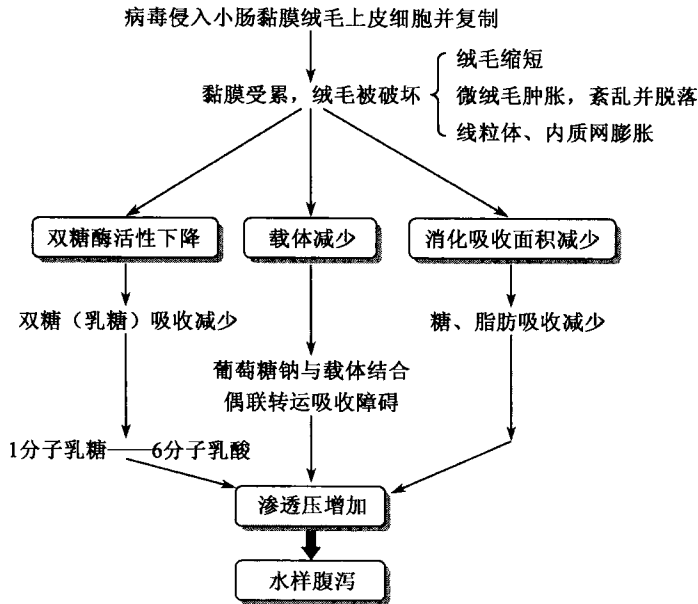 病毒侵入小肠黏膜绒毛上皮细胞并复制
黏膜受累，绒毛被破坏
绒毛缩短
微绒毛肿胀，紊乱并脱落
线粒体、内质网膨胀
双糖酶活性下降
载体减少
消化吸收面积减少
双糖（乳糖）吸收减少
糖、脂肪吸收减少
葡萄糖钠与载体结合
偶联转运吸收障碍
1分子乳糖——6分子乳酸
渗透压增加
水样腹泻